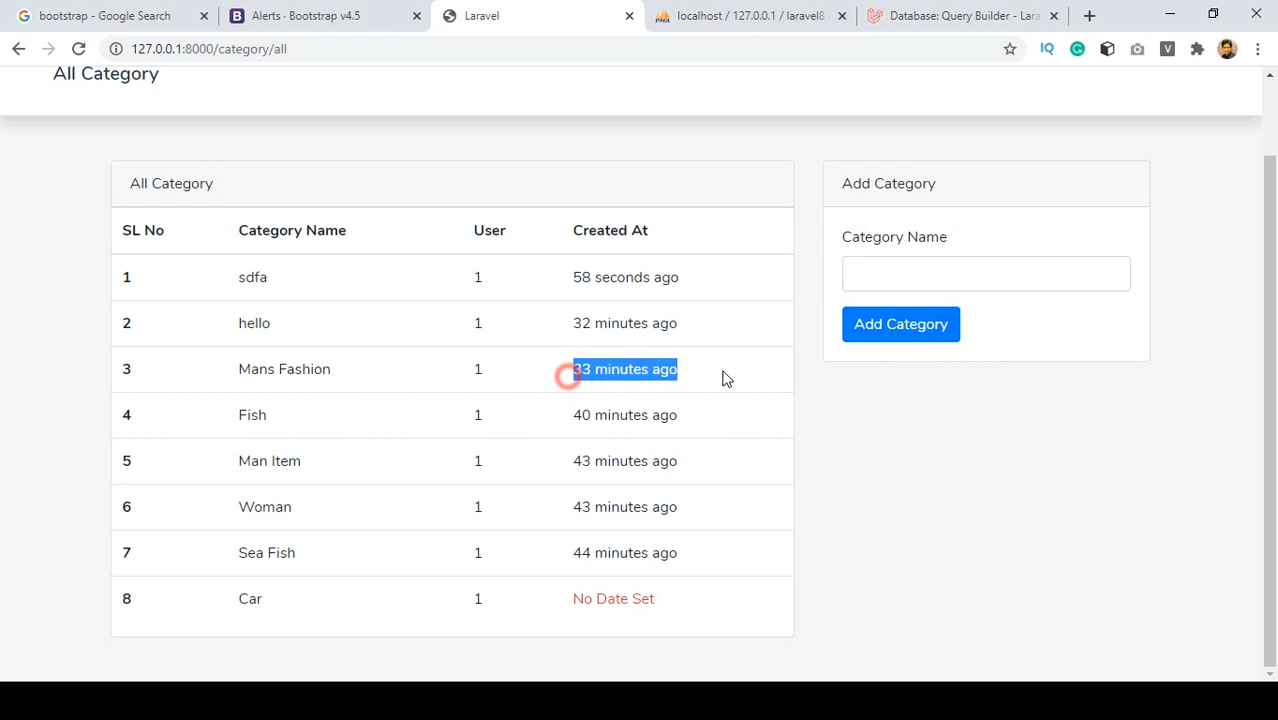 bootstrap - Google Search
Alerts · Bootstrap v4.5
Laravel
localhost / 127.0.0.1 / laravel8
Database: Query Builder - Lara
127.0.0.1:8000/category/all
All Category
All Category
SL No Category Name User Created At
1 sdfa 1 58 seconds ago
2 hello 1 32 minutes ago
3 Mans Fashion 1 33 minutes ago
4 Fish 1 40 minutes ago
5 Man Item 1 43 minutes ago
6 Woman 1 43 minutes ago
7 Sea Fish 1 44 minutes ago
8 Car 1 No Date Set
Add Category
Category Name
Add Category